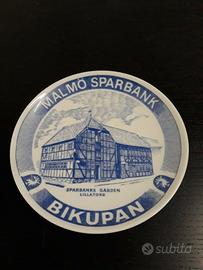 MALMÖ SPARBANK
SPARBANKS GÅRDEN
LILLATORG
BIKUPAN
subito